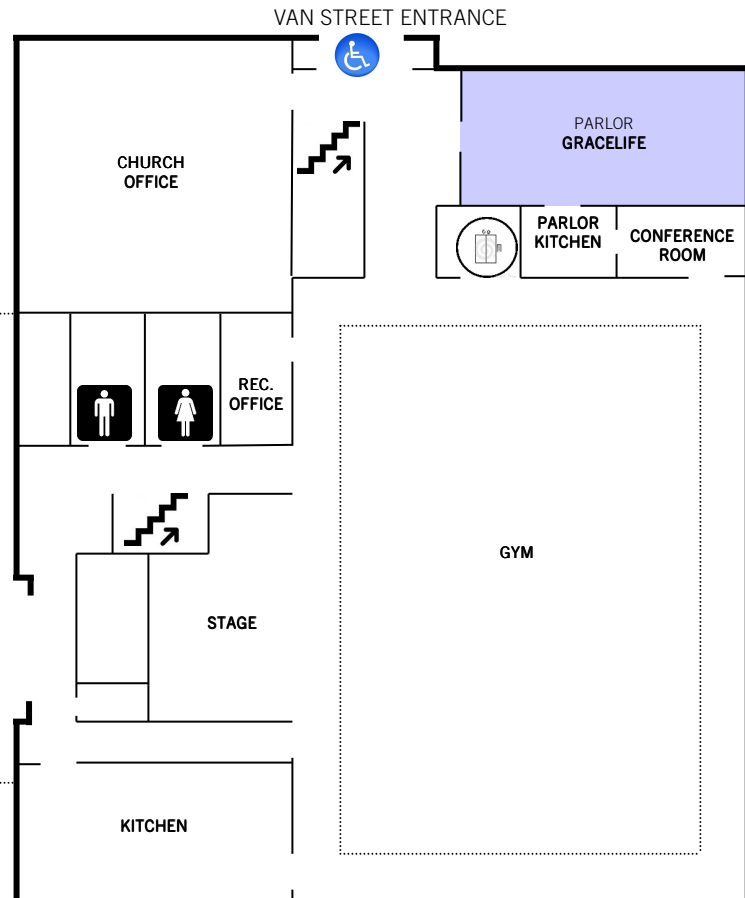 VAN STREET ENTRANCE
PARLOR
GRACELIFE
CHURCH
OFFICE
PARLOR
KITCHEN
CONFERENCE
ROOM
REC.
OFFICE
GYM
STAGE
KITCHEN